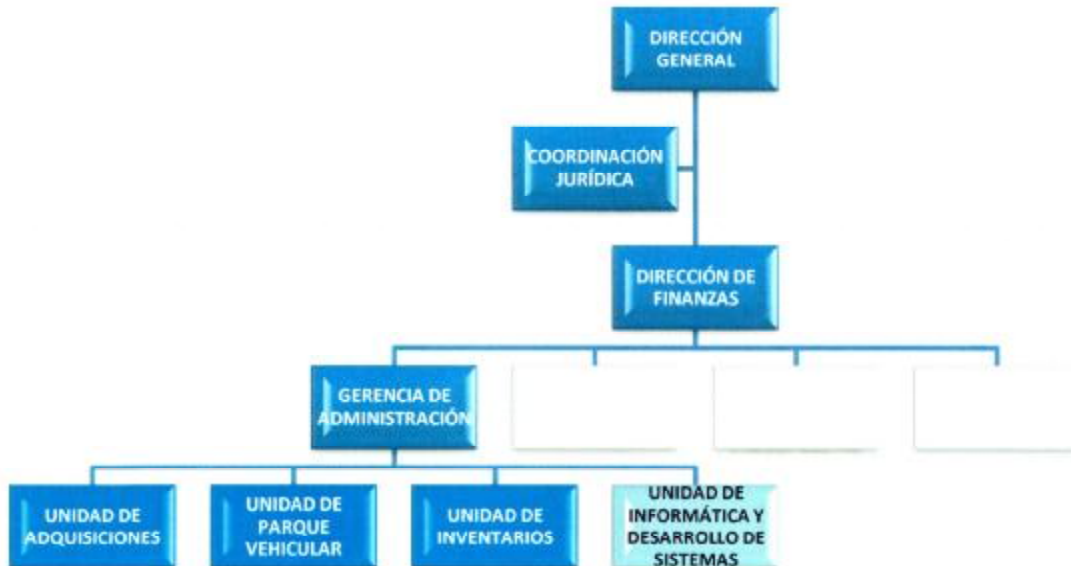 DIRECCIÓN
GENERAL
COORDINACIÓN
JURÍDICA
DIRECCIÓN DE
FINANZAS
GERENCIA DE
ADMINISTRACIÓN
UNIDAD DE
ADQUISICIONES
UNIDAD DE
PARQUE
VEHICULAR
UNIDAD DE
INVENTARIOS
UNIDAD DE
INFORMÁTICA Y
DESARROLLO DE
SISTEMAS